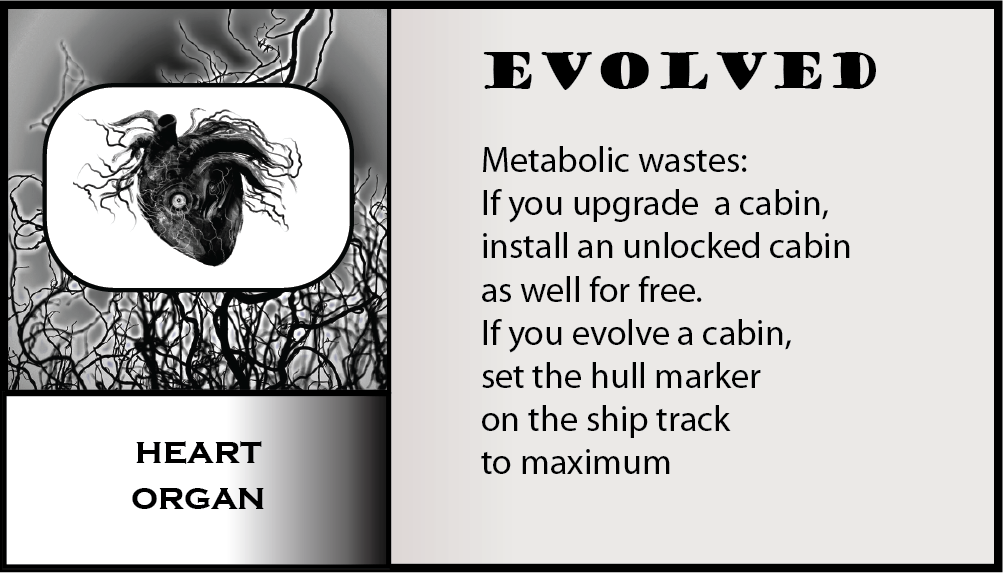 EVOLVED
Metabolic wastes:
If you upgrade  a cabin,
install an unlocked cabin
as well for free.
If you evolve a cabin,
set the hull marker
on the ship track
to maximum
HEART
ORGAN